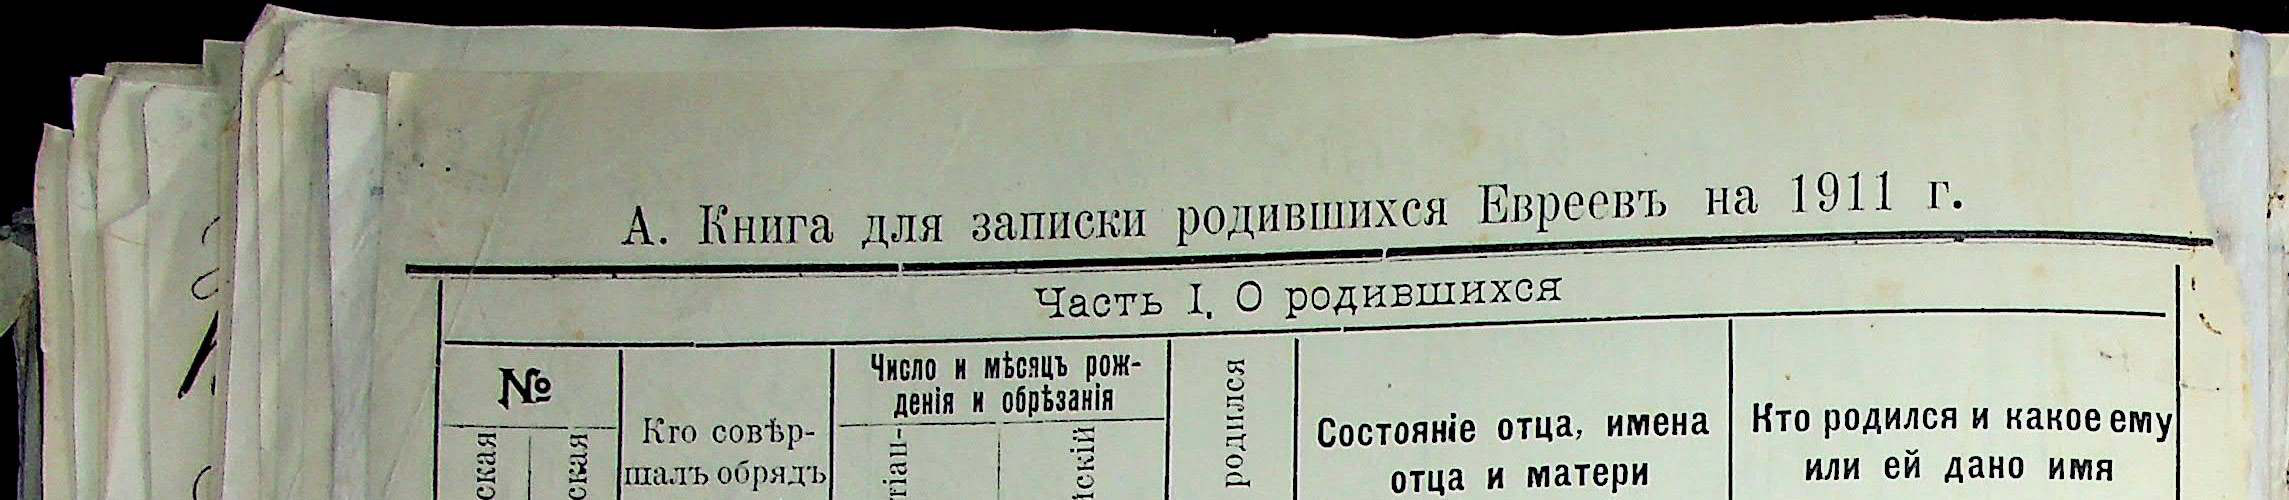 А. Книга для записки родившихся Евреевъ на 1911 г.
Часть I. О родившихся
№
Число и мѣсяцъ рож-
денія и обрѣзанія
Кто совѣр-
шалъ обрядъ
родился
Состояніе отца, имена
отца и матери
Кто родился и какое ему
или ей дано имя